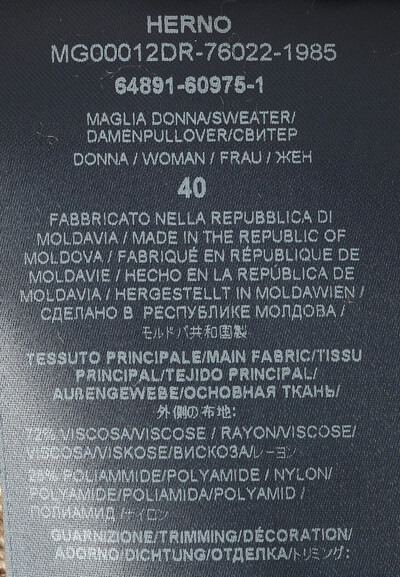 HERNO
MG00012DR-76022-1985
64891-60975-1
MAGLIA DONNA/SWEATER/
DAMENPULLOVER/СВИТЕР
DONNA / WOMAN / FRAU / ЖЕН
40
FABBRICATO NELLA REPUBBLICA DI
MOLDAVIA / MADE IN THE REPUBLIC OF
MOLDOVA / FABRIQUÉ EN RÉPUBLIQUE DE
MOLDAVIE / HECHO EN LA REPÚBLICA DE
MOLDAVIA / HERGESTELLT IN MOLDAWIEN /
СДЕЛАНО В РЕСПУБЛИКЕ МОЛДОВА /
モルドバ共和国製
TESSUTO PRINCIPALE/MAIN FABRIC/TISSU
PRINCIPAL/TEJIDO PRINCIPAL/
AUßENGEWEBE/ОСНОВНАЯ ТКАНЬ/
外側の布地:
72% VISCOSA/VISCOSE / RAYON/VISCOSE/
VISCOSA/VISKOSE/ВИСКОЗА/レーヨン
28% POLIAMMIDE/POLYAMIDE / NYLON/
POLYAMIDE/POLIAMIDA/POLYAMID /
ПОЛИАМИД /ナイロン
GUARNIZIONE/TRIMMING/DÉCORATION/
ADORNO/DICHTUNG/ОТДЕЛКА/トリミング: